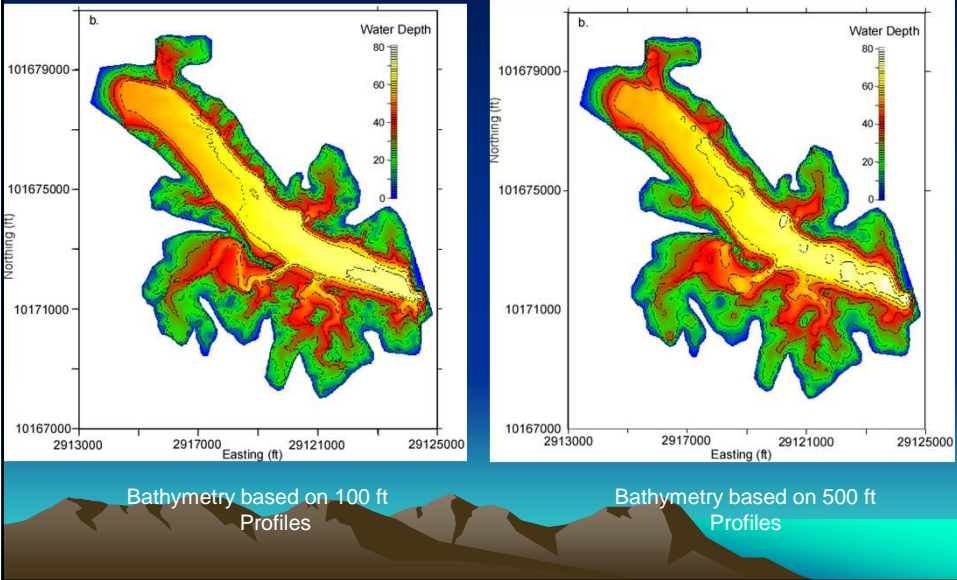 b.
Water Depth
80
60
40
20
0
101679000
101675000
10171000
10167000
Northing (ft)
2913000 2917000 29121000 29125000
Easting (ft)
b.
Water Depth
80
60
40
20
0
101679000
101675000
10171000
10167000
Northing (ft)
2913000 2917000 29121000 29125000
Easting (ft)
Bathymetry based on 100 ft
Profiles
Bathymetry based on 500 ft
Profiles